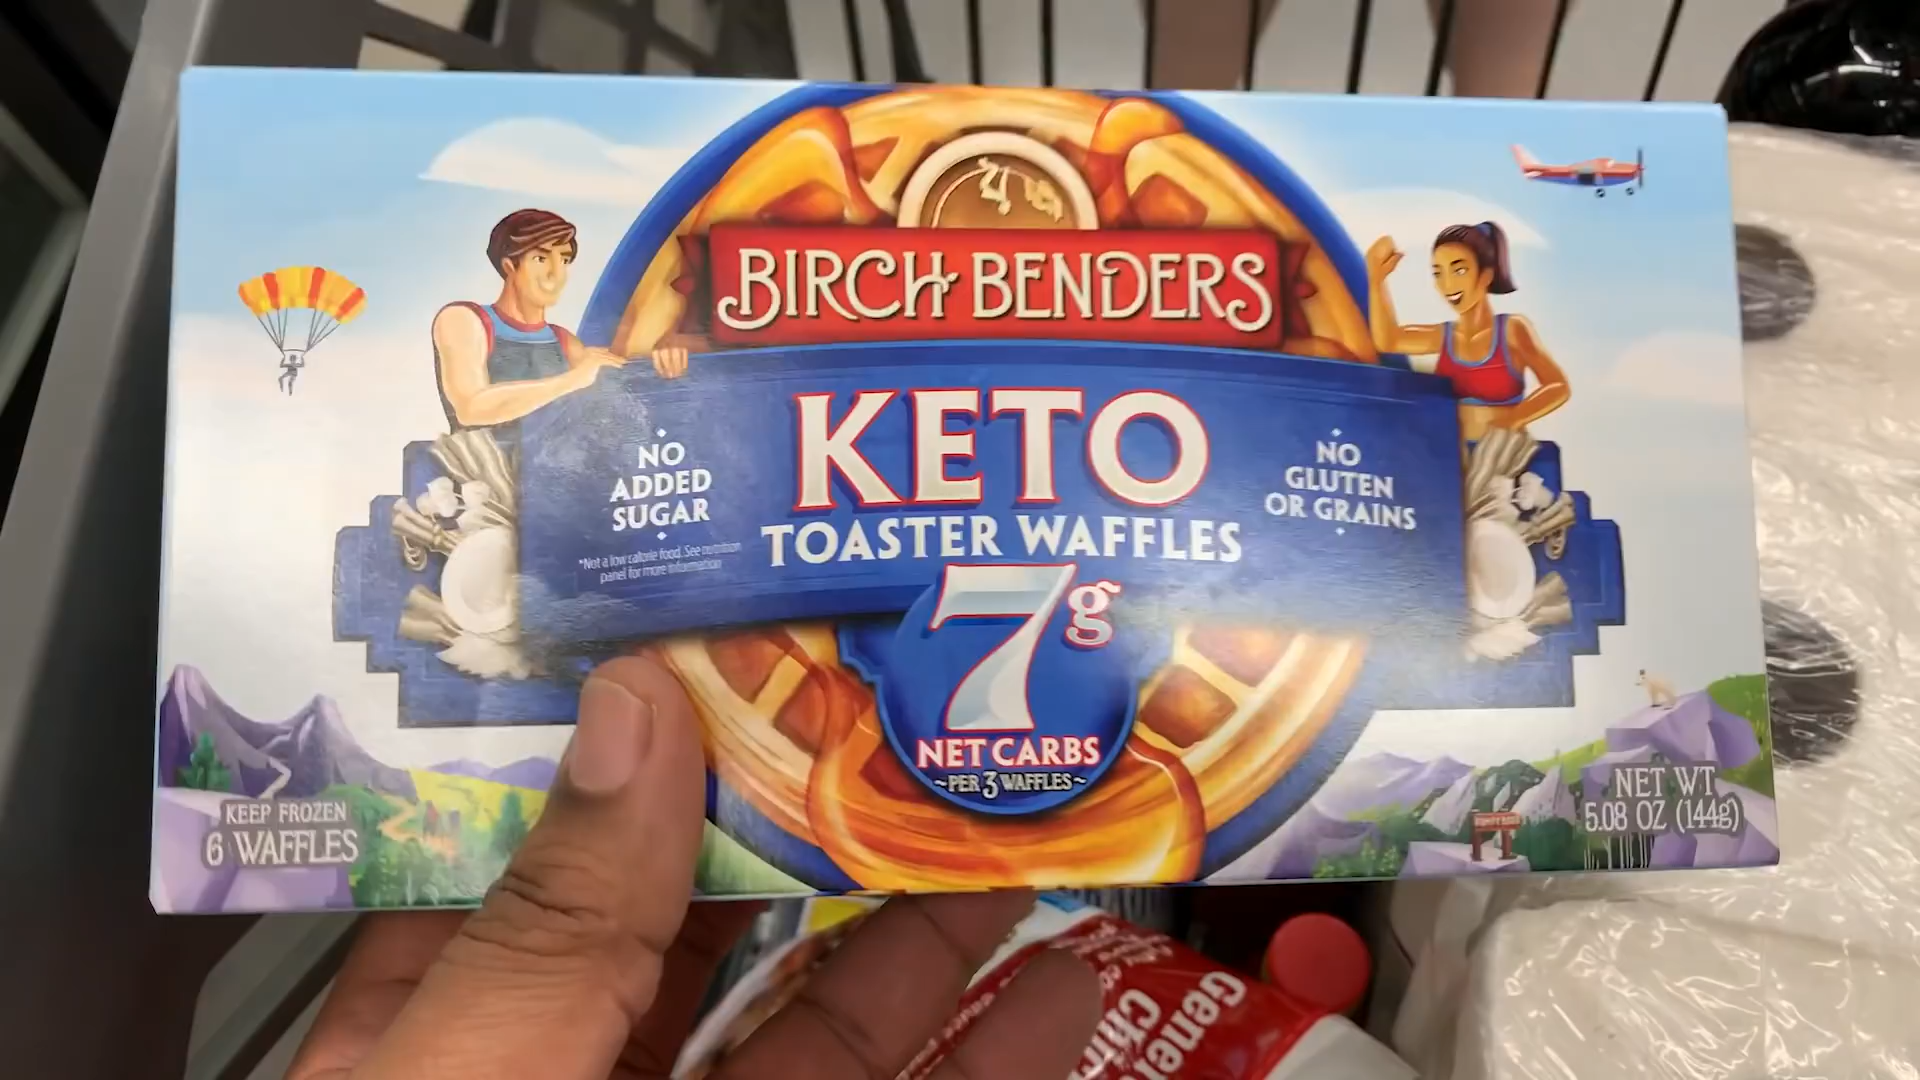 BIRCH BENDERS
KETO
TOASTER WAFFLES
NO
ADDED
SUGAR
*Not a low calorie food. See nutrition
panel for more information
NO
GLUTEN
OR GRAINS
7g
NET CARBS
~PER 3 WAFFLES~
KEEP FROZEN
6 WAFFLES
NET WT
5.08 OZ (144g)